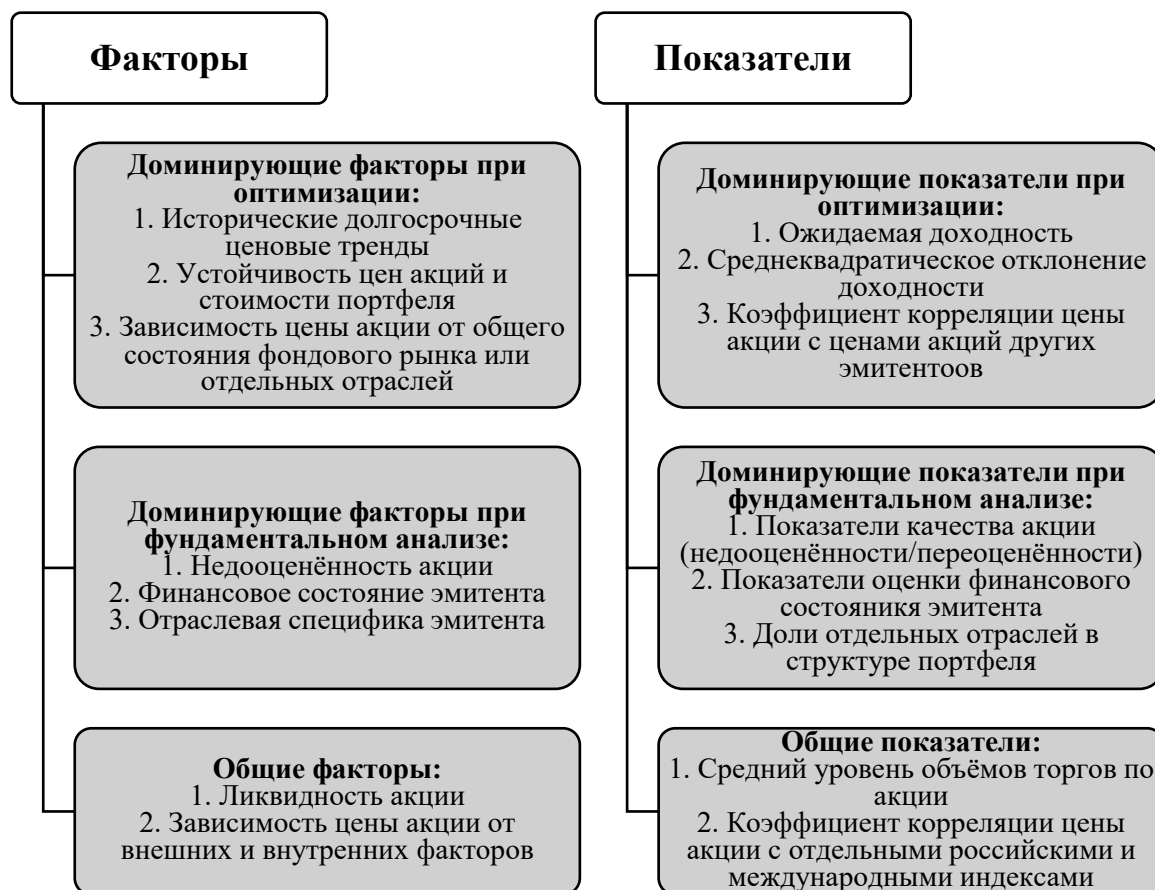 Факторы
Доминирующие факторы при
оптимизации:
1. Исторические долгосрочные
ценовые тренды
2. Устойчивость цен акций и
стоимости портфеля
3. Зависимость цены акции от общего
состояния фондового рынка или
отдельных отраслей
Доминирующие факторы при
фундаментальном анализе:
1. Недооценённость акции
2. Финансовое состояние эмитента
3. Отраслевая специфика эмитента
Общие факторы:
1. Ликвидность акции
2. Зависимость цены акции от
внешних и внутренних факторов
Показатели
Доминирующие показатели при
оптимизации:
1. Ожидаемая доходность
2. Среднеквадратическое отклонение
доходности
3. Коэффициент корреляции цены
акции с ценами акций других
эмитентоов
Доминирующие показатели при
фундаментальном анализе:
1. Показатели качества акции
(недооценённости/переоценённости)
2. Показатели оценки финансового
состояникя эмитента
3. Доли отдельных отраслей в
структуре портфеля
Общие показатели:
1. Средний уровень объёмов торгов по
акции
2. Коэффициент корреляции цены
акции с отдельными российскими и
международными индексами